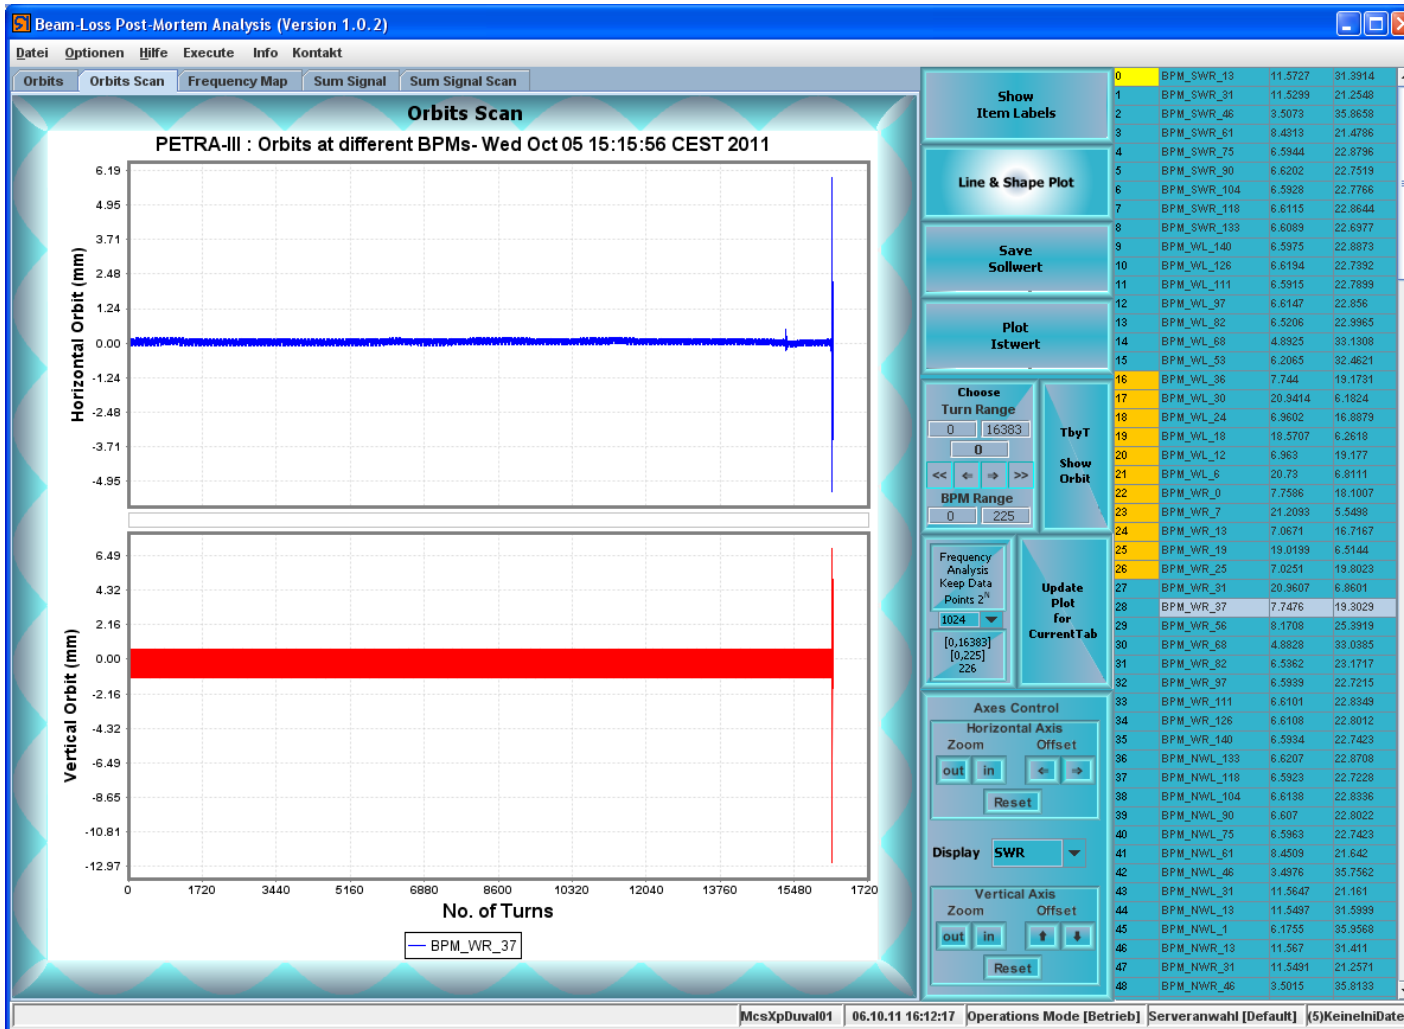 Beam-Loss Post-Mortem Analysis (Version 1.0.2)
Datei Optionen Hilfe Execute Info Kontakt
Orbits Orbits Scan Frequency Map Sum Signal Sum Signal Scan
Orbits Scan
PETRA-III : Orbits at different BPMs- Wed Oct 05 15:15:56 CEST 2011
Horizontal Orbit (mm)
6.19
4.95
3.71
2.48
1.24
0.00
-1.24
-2.48
-3.71
-4.95
Vertical Orbit (mm)
6.49
4.32
2.16
0.00
-2.16
-4.32
-6.49
-8.65
-10.81
-12.97
0 1720 3440 5160 6880 8600 10320 12040 13760 15480 1720
No. of Turns
BPM_WR_37
Show
Item Labels
Line & Shape Plot
Save
Sollwert
Plot
Istwert
Choose
Turn Range
0 16383
0
<< ⇐ ⇒ >>
BPM Range
0 225
TbyT
Show
Orbit
Frequency
Analysis
Keep Data
Points 2^N
1024
[0,16383]
[0,225]
226
Update
Plot
for
CurrentTab
Axes Control
Horizontal Axis
Zoom Offset
out in ⇐ ⇒
Reset
Display SWR
Vertical Axis
Zoom Offset
out in
Reset
0 BPM_SWR_13 11.5727 31.3914
1 BPM_SWR_31 11.5299 21.2548
2 BPM_SWR_46 3.5073 35.8658
3 BPM_SWR_61 8.4313 21.4786
4 BPM_SWR_75 6.5944 22.8796
5 BPM_SWR_90 6.6202 22.7519
6 BPM_SWR_104 6.5928 22.7766
7 BPM_SWR_118 6.6115 22.8644
8 BPM_SWR_133 6.6089 22.6977
9 BPM_WL_140 6.5975 22.8873
10 BPM_WL_126 6.6194 22.7392
11 BPM_WL_111 6.5915 22.7899
12 BPM_WL_97 6.6147 22.856
13 BPM_WL_82 6.5206 22.9965
14 BPM_WL_68 4.8925 33.1308
15 BPM_WL_53 6.2065 32.4621
16 BPM_WL_36 7.744 19.1731
17 BPM_WL_30 20.9414 6.1824
18 BPM_WL_24 6.9602 16.8879
19 BPM_WL_18 18.5707 6.2618
20 BPM_WL_12 6.963 19.177
21 BPM_WL_6 20.73 6.8111
22 BPM_WR_0 7.7586 18.1007
23 BPM_WR_7 21.2093 5.5498
24 BPM_WR_13 7.0671 16.7167
25 BPM_WR_19 19.0199 6.5144
26 BPM_WR_25 7.0251 19.8023
27 BPM_WR_31 20.9607 6.8601
28 BPM_WR_37 7.7476 19.3029
29 BPM_WR_56 8.1708 25.3919
30 BPM_WR_68 4.8828 33.0385
31 BPM_WR_82 6.5362 23.1717
32 BPM_WR_97 6.5939 22.7215
33 BPM_WR_111 6.6101 22.8349
34 BPM_WR_126 6.6108 22.8012
35 BPM_WR_140 6.5934 22.7423
36 BPM_NWL_133 6.6207 22.8708
37 BPM_NWL_118 6.5923 22.7228
38 BPM_NWL_104 6.6138 22.8336
39 BPM_NWL_90 6.607 22.8022
40 BPM_NWL_75 6.5963 22.7423
41 BPM_NWL_61 8.4509 21.642
42 BPM_NWL_46 3.4976 35.7562
43 BPM_NWL_31 11.5647 21.161
44 BPM_NWL_13 11.5497 31.5999
45 BPM_NWL_1 6.1755 35.9568
46 BPM_NWR_13 11.567 31.411
47 BPM_NWR_31 11.5491 21.2571
48 BPM_NWR_46 3.5015 35.8133
McsXpDuval01 06.10.11 16:12:17 Operations Mode [Betrieb] Serveranwahl [Default] (5)KeineIniDate